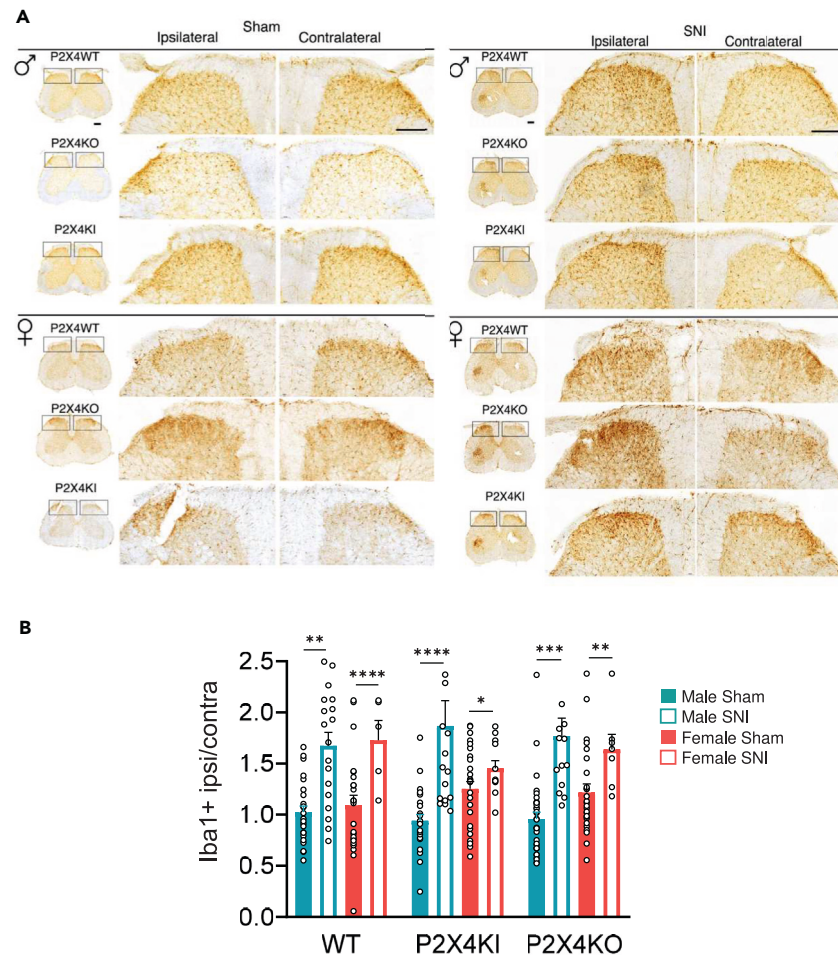 A
Sham
Ipsilateral Contralateral
♂ P2X4WT
P2X4KO
P2X4KI
♀ P2X4WT
P2X4KO
P2X4KI
SNI
Ipsilateral Contralateral
♂ P2X4WT
P2X4KO
P2X4KI
♀ P2X4WT
P2X4KO
P2X4KI
B
Iba1+ ipsi/contra
2.5
2.0
1.5
1.0
0.5
0.0
** **** **** * *** **
WT P2X4KI P2X4KO
Male Sham
Male SNI
Female Sham
Female SNI